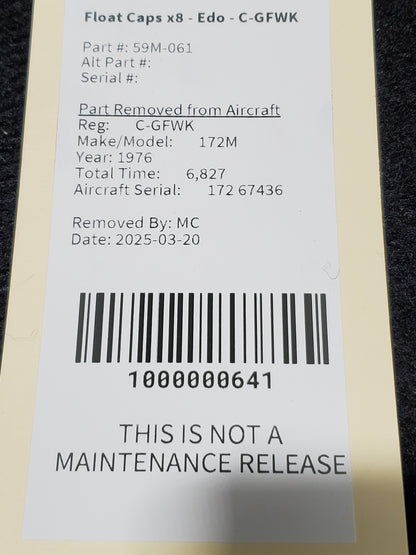 Float Caps x8 - Edo - C-GFWK
Part #: 59M-061
Alt Part #:
Serial #:
Part Removed from Aircraft
Reg: C-GFWK
Make/Model: 172M
Year: 1976
Total Time: 6,827
Aircraft Serial: 172 67436
Removed By: MC
Date: 2025-03-20
1000000641
THIS IS NOT A
MAINTENANCE RELEASE